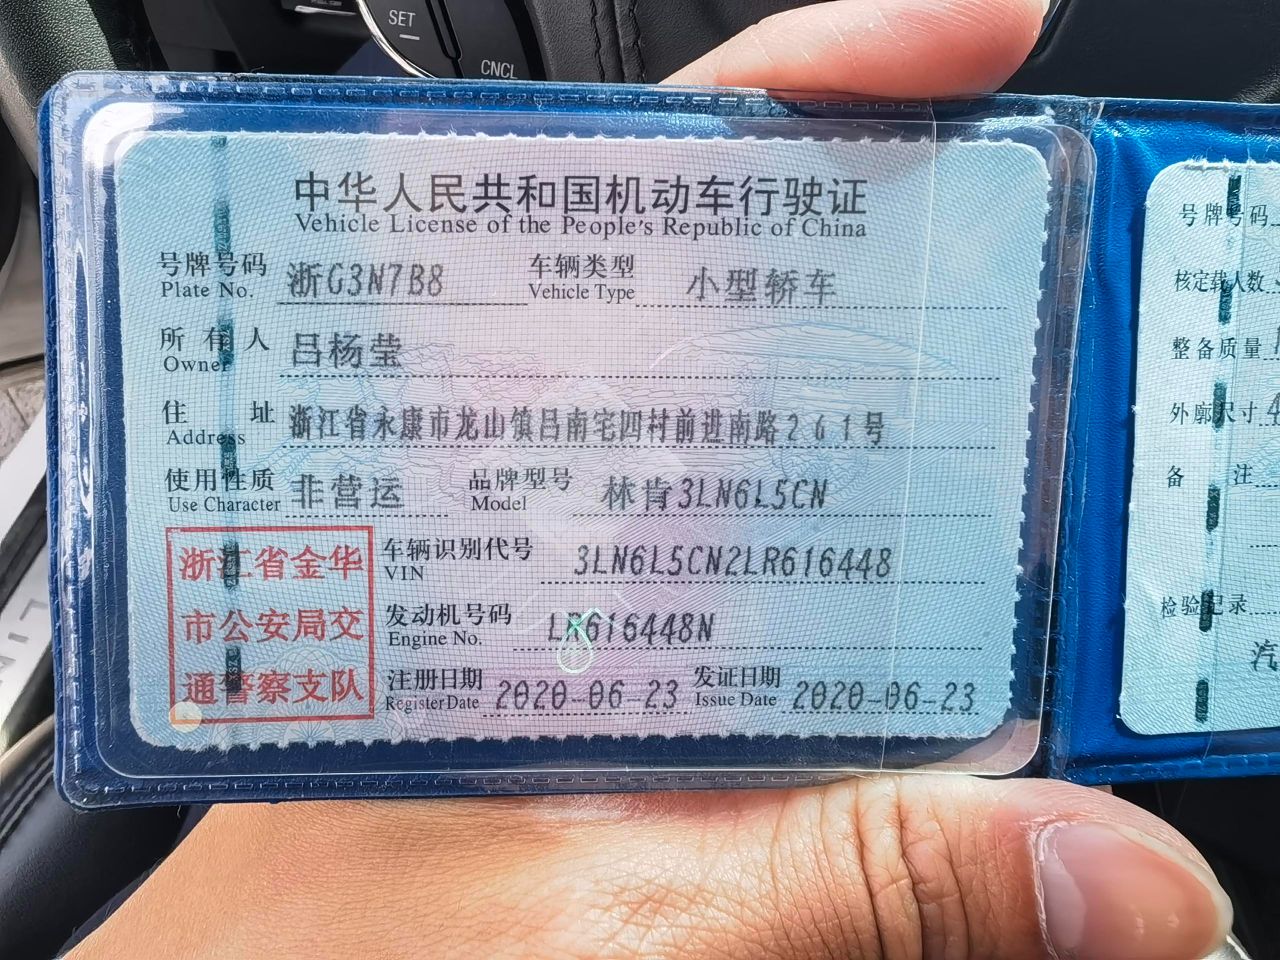 SET
CNCL
中华人民共和国机动车行驶证
Vehicle License of the People's Republic of China
号牌号码 浙G3N7B8 车辆类型 小型轿车
Plate No. Vehicle Type
所有人 吕杨莹
Owner
住址 浙江省永康市龙山镇吕南宅四村前进南路261号
Address
使用性质 非营运 品牌型号 林肯3LN6L5CN
Use Character Model
浙江省金华
市公安局交
通警察支队
车辆识别代号 3LN6L5CN2LR616448
VIN
发动机号码 LR616448N
Engine No.
注册日期 2020-06-23 发证日期 2020-06-23
Register Date Issue Date
号牌号码
核定载人数
整备质量
外廓尺寸 4
备注
检验记录
汽